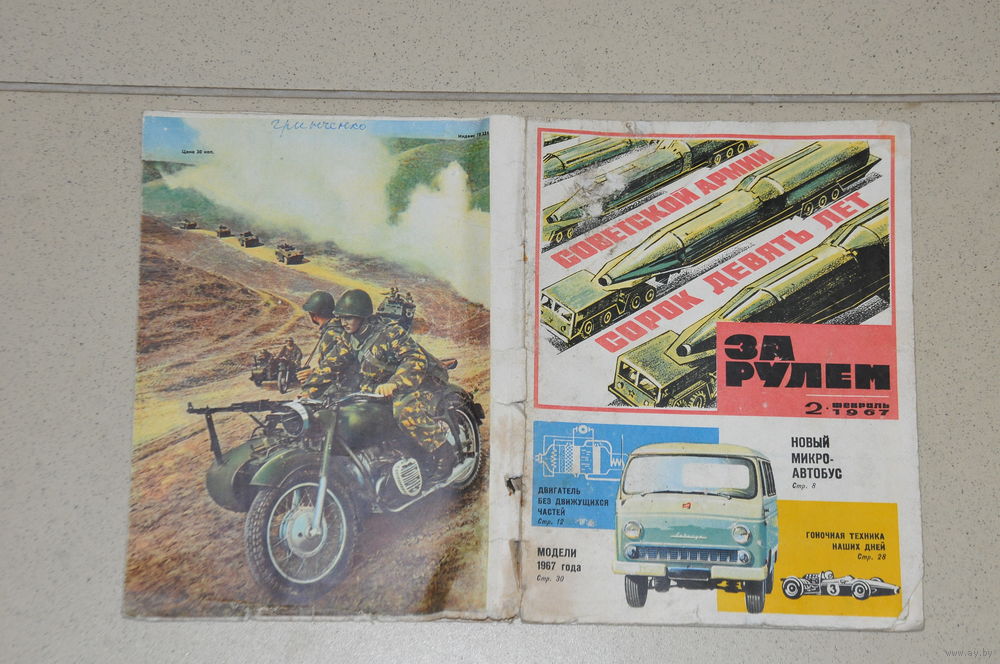 гринченко
Цена 30 коп.
СОВЕТСКОЙ АРМИИ
СОРОК ДЕВЯТЬ ЛЕТ
ЗА
РУЛЕМ
2 • ФЕВРАЛЬ
1967
НОВЫЙ
МИКРО-
АВТОБУС
Стр. 8
ДВИГАТЕЛЬ
БЕЗ ДВИЖУЩИХСЯ
ЧАСТЕЙ
Стр. 12
МОДЕЛИ
1967 года
Стр. 30
ГОНОЧНАЯ ТЕХНИКА
НАШИХ ДНЕЙ
Стр. 28
3
www.ay.by